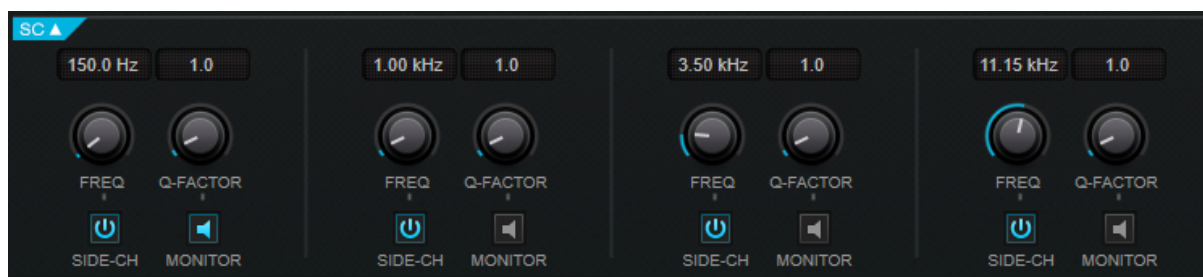 SC
150.0 Hz 1.0 1.00 kHz 1.0 3.50 kHz 1.0 11.15 kHz 1.0
FREQ Q-FACTOR FREQ Q-FACTOR FREQ Q-FACTOR FREQ Q-FACTOR
SIDE-CH MONITOR SIDE-CH MONITOR SIDE-CH MONITOR SIDE-CH MONITOR